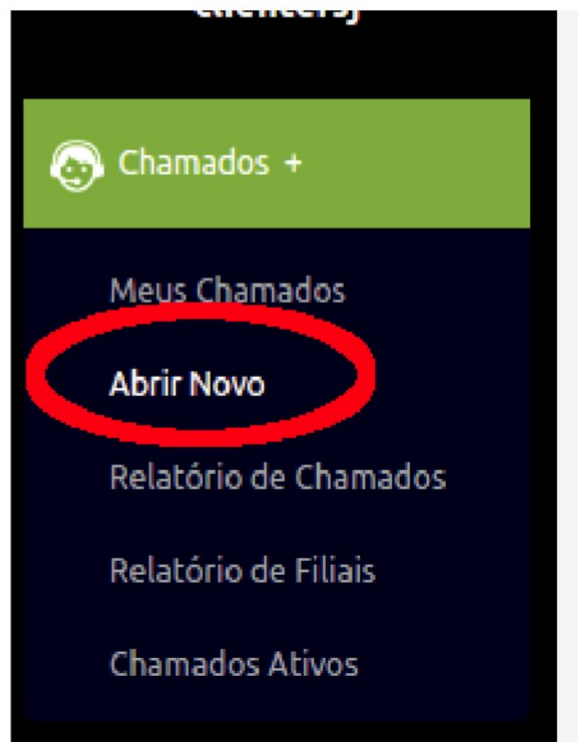 Chamados +
Meus Chamados
Abrir Novo
Relatório de Chamados
Relatório de Filiais
Chamados Ativos